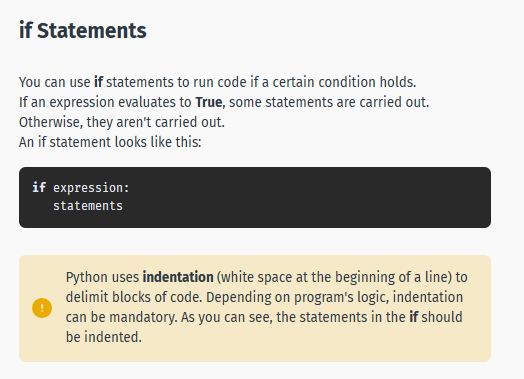 if Statements
You can use if statements to run code if a certain condition holds.
If an expression evaluates to True, some statements are carried out.
Otherwise, they aren't carried out.
An if statement looks like this:
if expression:
   statements
Python uses indentation (white space at the beginning of a line) to
delimit blocks of code. Depending on program's logic, indentation
can be mandatory. As you can see, the statements in the if should
be indented.